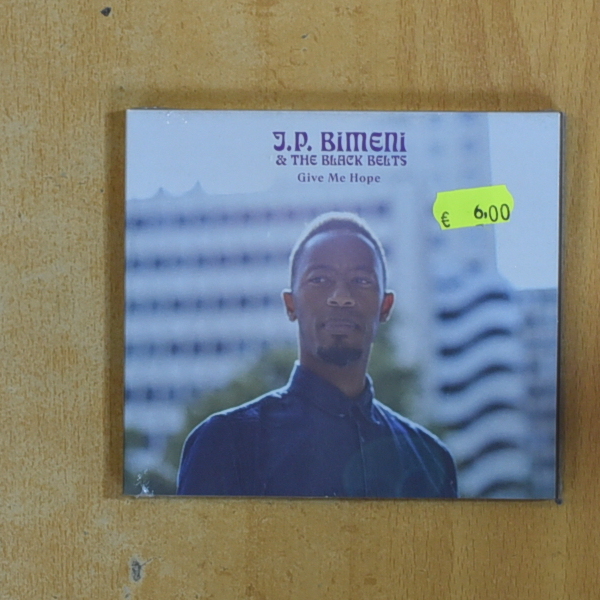 J.P. BIMENI
& THE BLACK BELTS
Give Me Hope
€ 6,00